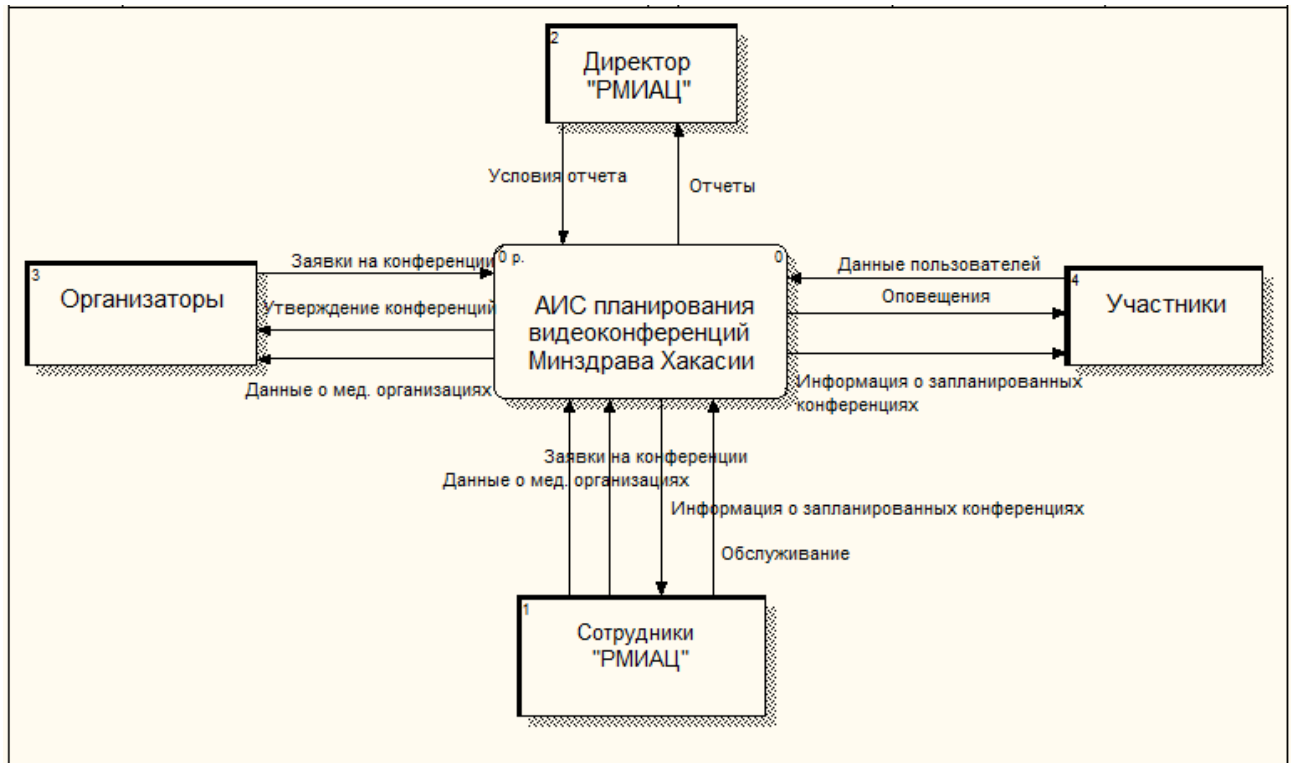 2
Директор
"РМИАЦ"
Условия отчета
Отчеты
3
Организаторы
Заявки на конференции
Утверждение конференций
Данные о мед. организациях
0 р.
0
АИС планирования
видеоконференций
Минздрава Хакасии
Данные пользователей
Оповещения
Информация о запланированных
конференциях
4
Участники
Заявки на конференции
Данные о мед. организациях
Информация о запланированных конференциях
Обслуживание
1
Сотрудники
"РМИАЦ"